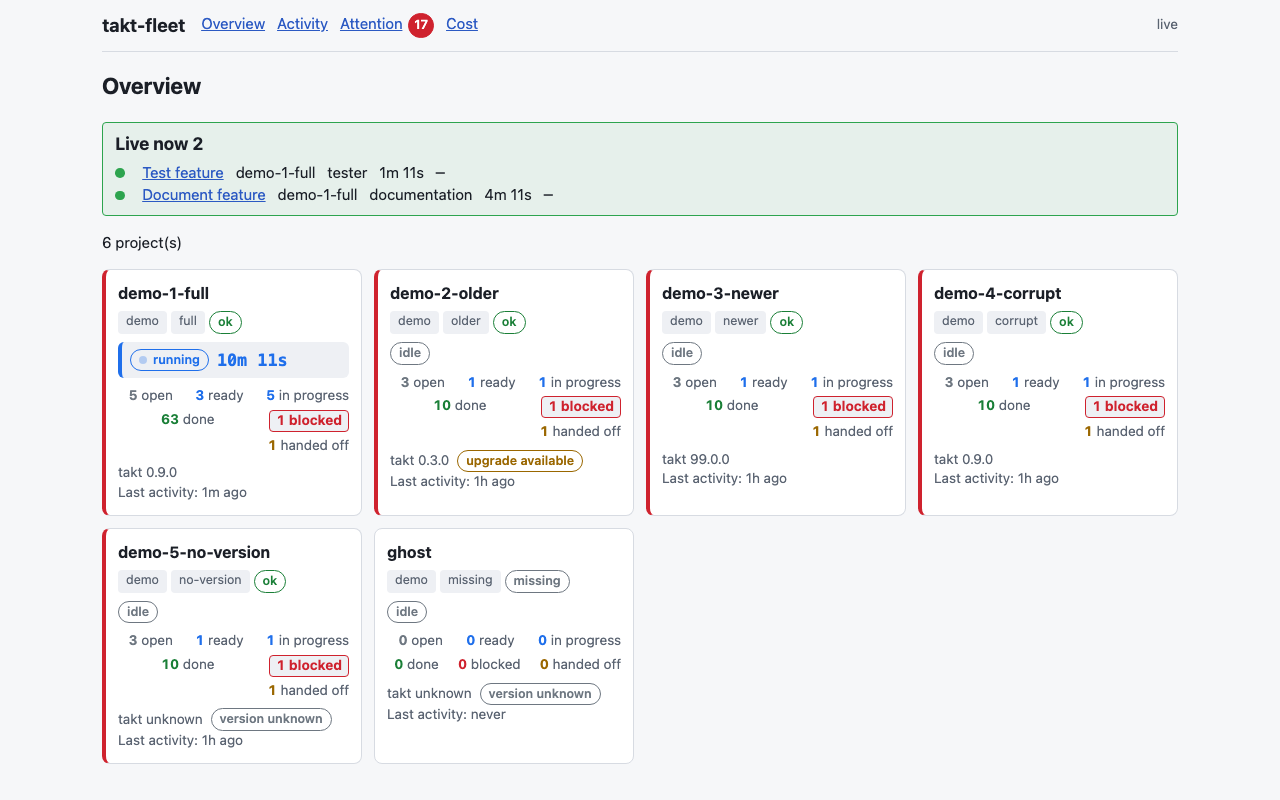 takt-fleet Overview Activity Attention 17 Cost live
Overview
Live now 2
Test feature demo-1-full tester 1m 11s –
Document feature demo-1-full documentation 4m 11s –
6 project(s)
demo-1-full
demo full ok
running 10m 11s
5 open 3 ready 5 in progress
63 done 1 blocked
1 handed off
takt 0.9.0
Last activity: 1m ago
demo-2-older
demo older ok
idle
3 open 1 ready 1 in progress
10 done 1 blocked
1 handed off
takt 0.3.0 upgrade available
Last activity: 1h ago
demo-3-newer
demo newer ok
idle
3 open 1 ready 1 in progress
10 done 1 blocked
1 handed off
takt 99.0.0
Last activity: 1h ago
demo-4-corrupt
demo corrupt ok
idle
3 open 1 ready 1 in progress
10 done 1 blocked
1 handed off
takt 0.9.0
Last activity: 1h ago
demo-5-no-version
demo no-version ok
idle
3 open 1 ready 1 in progress
10 done 1 blocked
1 handed off
takt unknown version unknown
Last activity: 1h ago
ghost
demo missing missing
idle
0 open 0 ready 0 in progress
0 done 0 blocked 0 handed off
takt unknown version unknown
Last activity: never